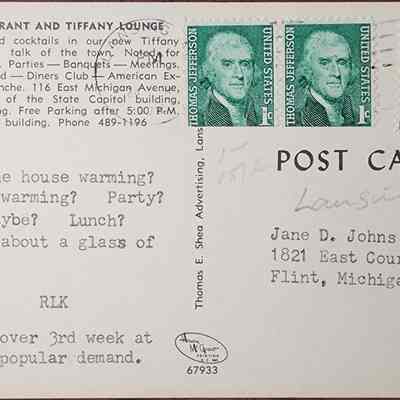 RANT AND TIFFANY LOUNGE
d cocktails in our new Tiffany
talk of the town. Noted for
. Parties — Banquets — Meetings.
d — Diners Club — American Ex-
nche. 116 East Michigan Avenue,
of the State Capitol building,
g. Free Parking after 5:00 P.M.
building. Phone 489-1196
THOMAS JEFFERSON
UNITED STATES
1c
THOMAS JEFFERSON
UNITED STATES
1c
POST CA
Lansin
he house warming?
warming? Party?
ybe? Lunch?
about a glass of
RLK
over 3rd week at
popular demand.
Thomas E. Shea Advertising, Lans
Jane D. Johns
1821 East Cour
Flint, Michiga
67933